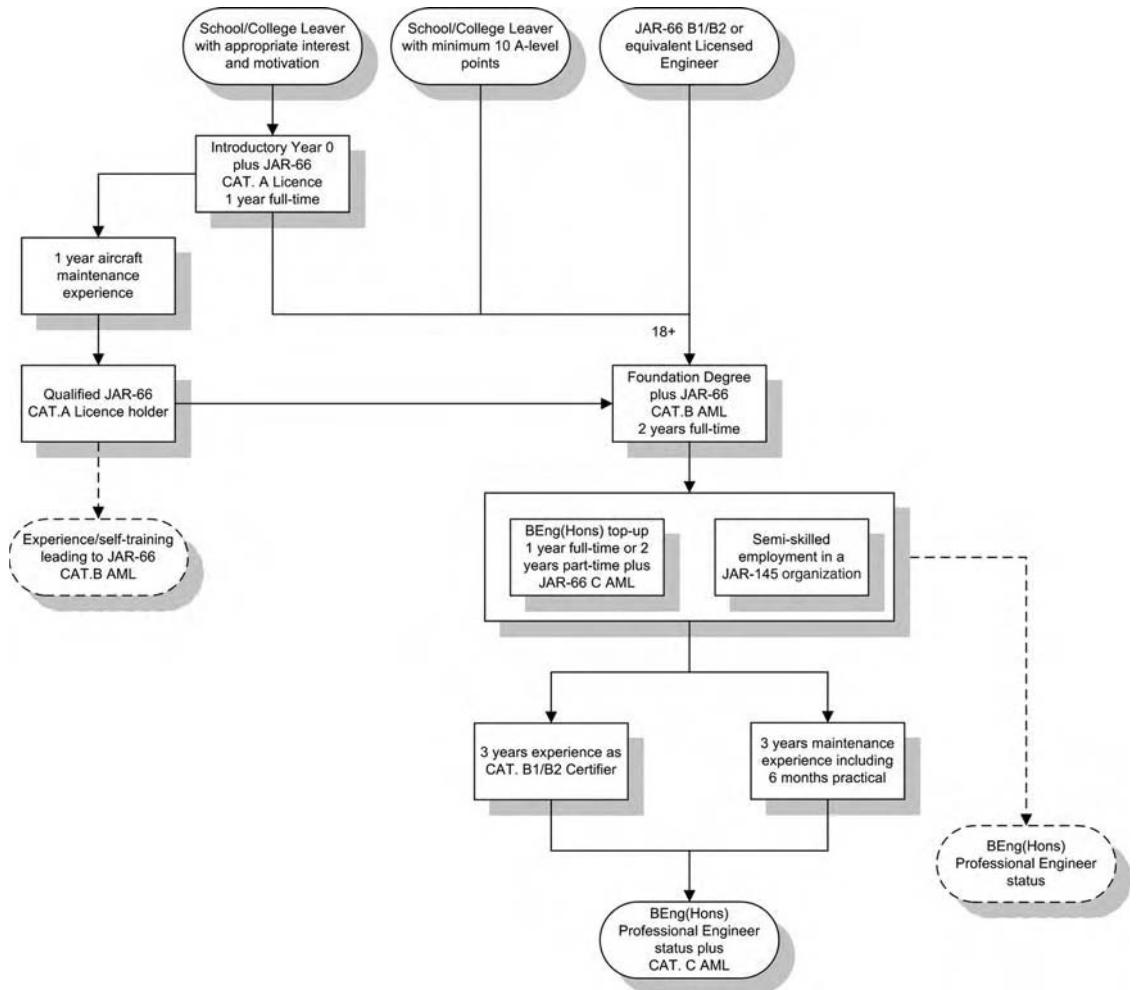 School/College Leaver
with appropriate interest
and motivation
School/College Leaver
with minimum 10 A-level
points
JAR-66 B1/B2 or
equivalent Licensed
Engineer
Introductory Year 0
plus JAR-66
CAT. A Licence
1 year full-time
1 year aircraft
maintenance
experience
18+
Qualified JAR-66
CAT.A Licence holder
Foundation Degree
plus JAR-66
CAT.B AML
2 years full-time
Experience/self-training
leading to JAR-66
CAT.B AML
BEng(Hons) top-up
1 year full-time or 2
years part-time plus
JAR-66 C AML
Semi-skilled
employment in a
JAR-145 organization
3 years experience as
CAT. B1/B2 Certifier
3 years maintenance
experience including
6 months practical
BEng(Hons)
Professional Engineer
status
BEng(Hons)
Professional Engineer
status plus
CAT. C AML